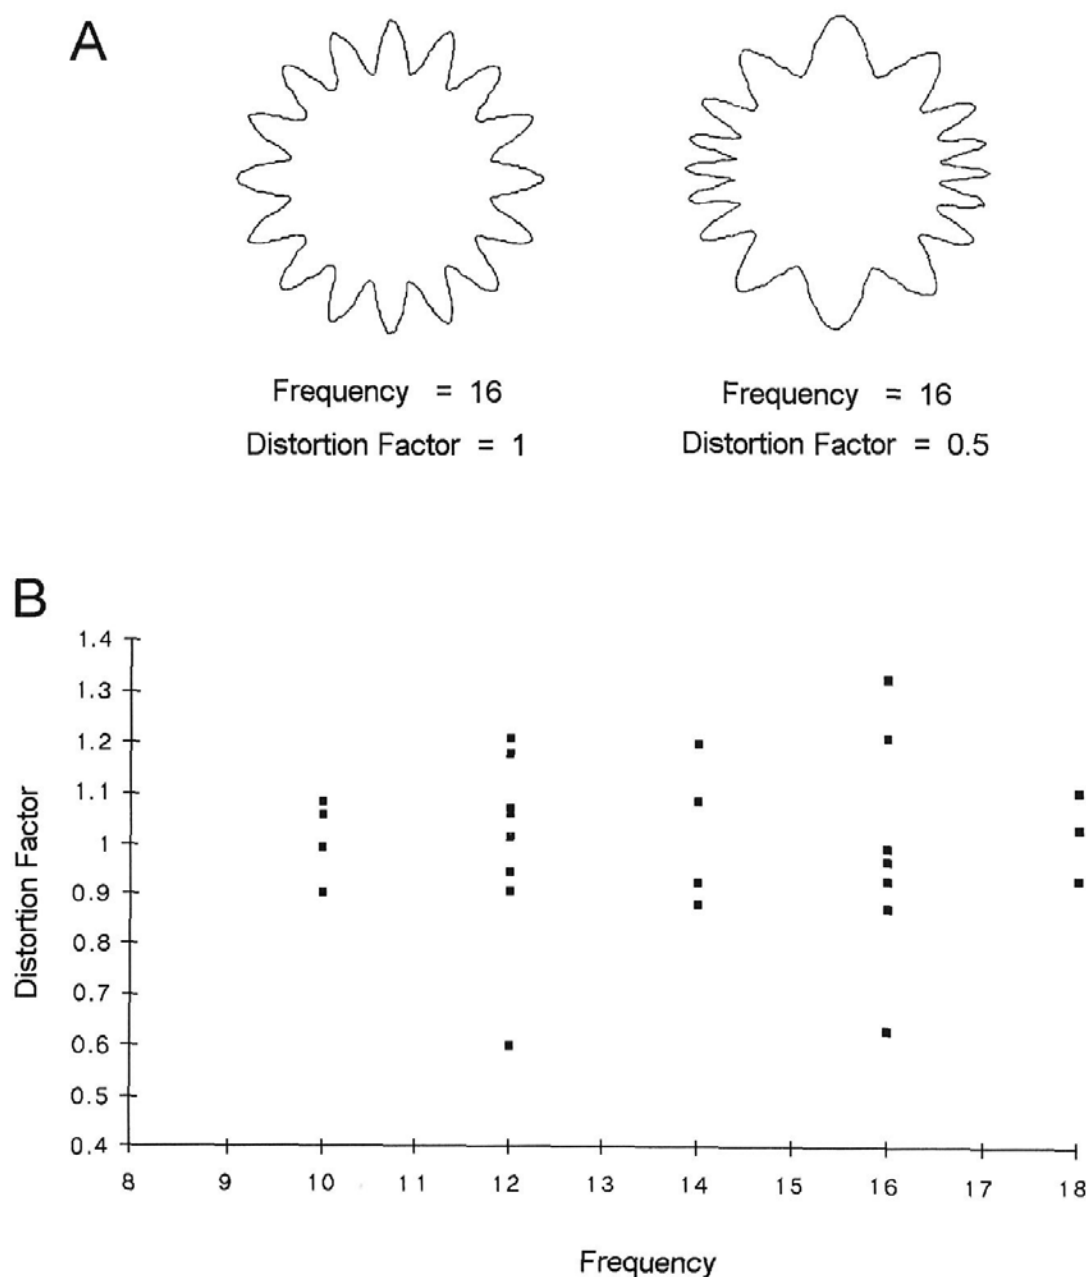 A
Frequency = 16
Distortion Factor = 1
Frequency = 16
Distortion Factor = 0.5
B
1.4
1.3
1.2
1.1
1
0.9
0.8
0.7
0.6
0.5
0.4
Distortion Factor
8 9 10 11 12 13 14 15 16 17 18
Frequency